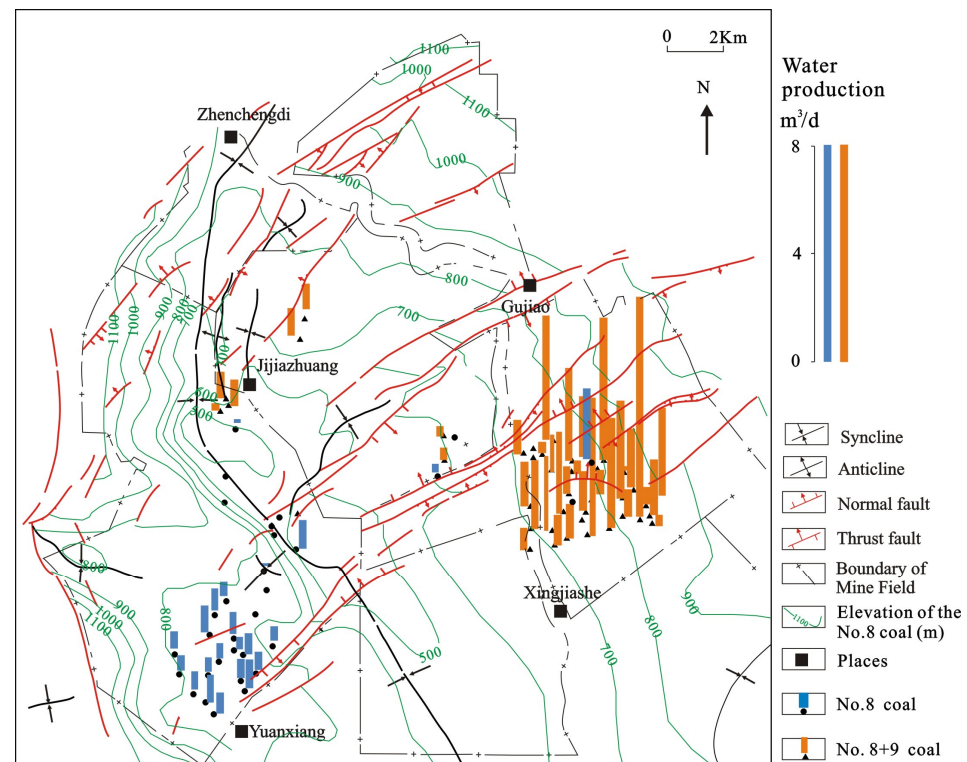 0 2Km
N
Water
production
m³/d
8
4
0
Zhenchengdi
Gujiao
Jijiazhuang
Xingjiashe
Yuanxiang
1100
1000
1100
1000
900
800
700
1100
1000
900
800
700
500
800
900
1000
1100
800
500
700
800
900
Syncline
Anticline
Normal fault
Thrust fault
Boundary of
Mine Field
1100
Elevation of the
No.8 coal (m)
Places
No.8 coal
No. 8+9 coal